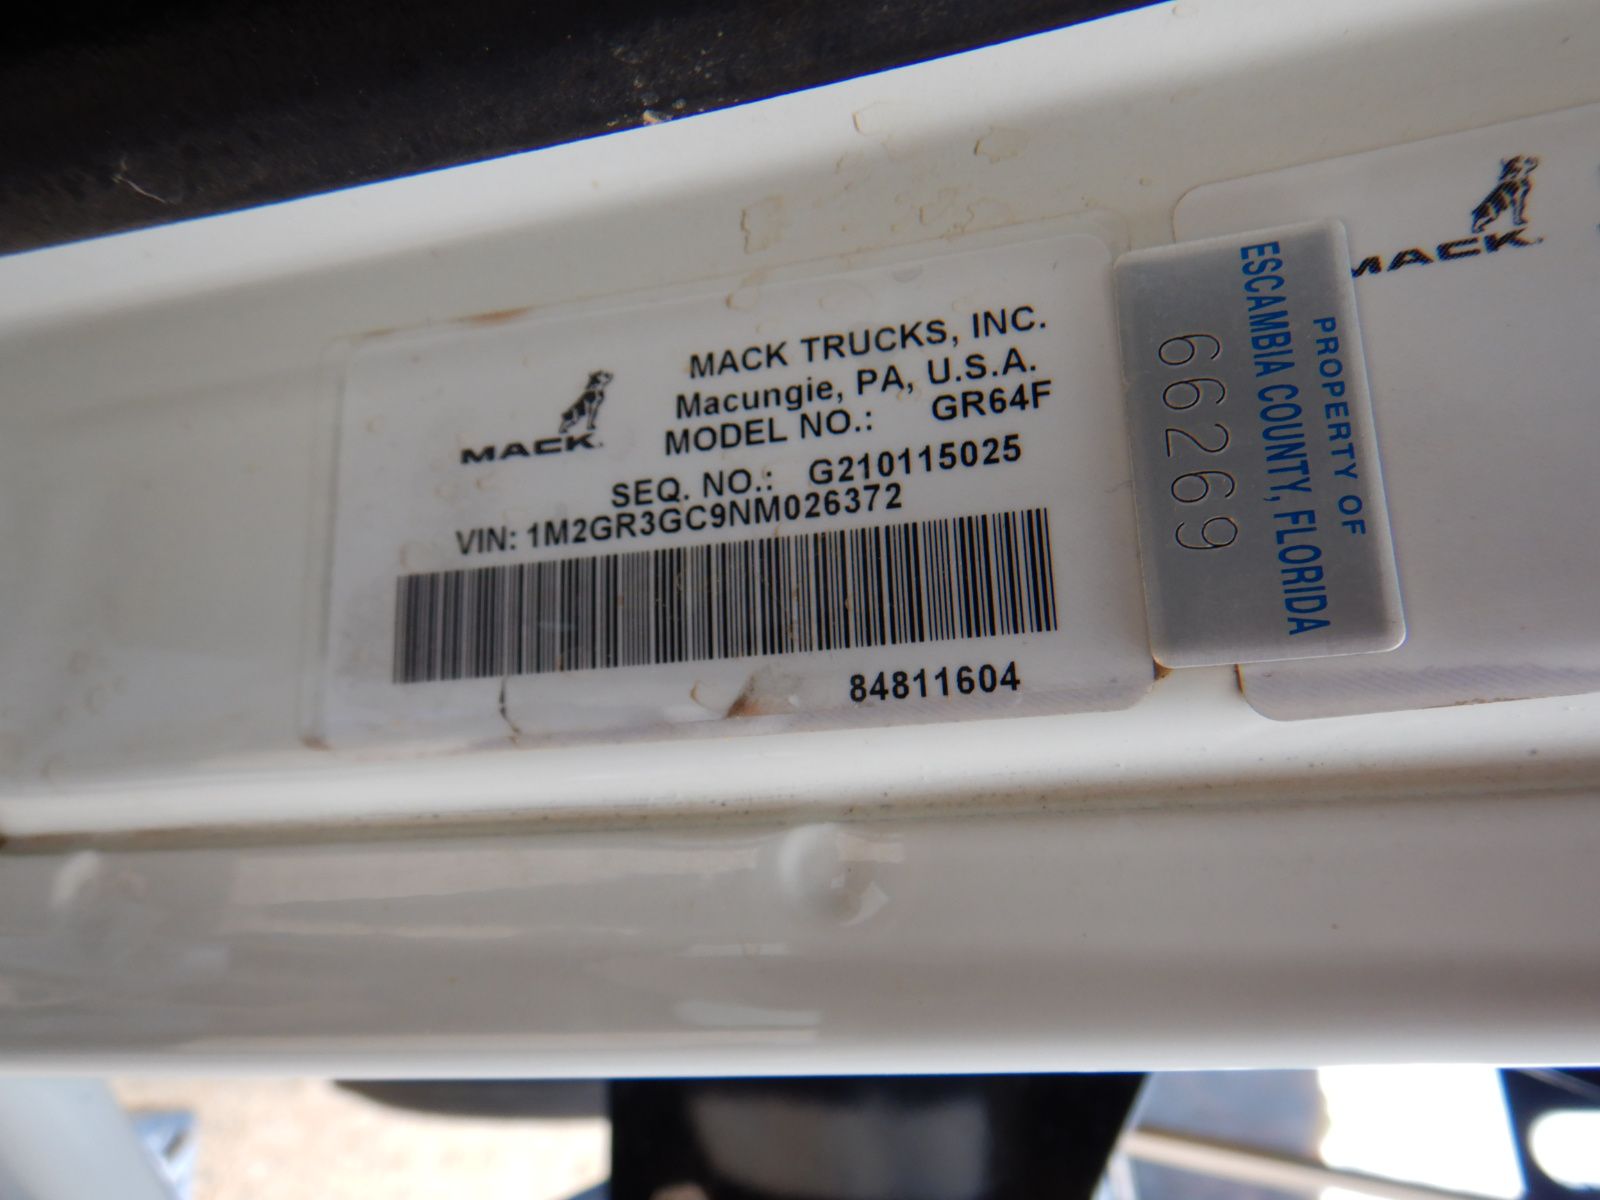 MACK
MACK TRUCKS, INC.
Macungie, PA, U.S.A.
MODEL NO.: GR64F
SEQ. NO.: G210115025
VIN: 1M2GR3GC9NM026372
84811604
PROPERTY OF
ESCAMBIA COUNTY, FLORIDA
66269
MACK